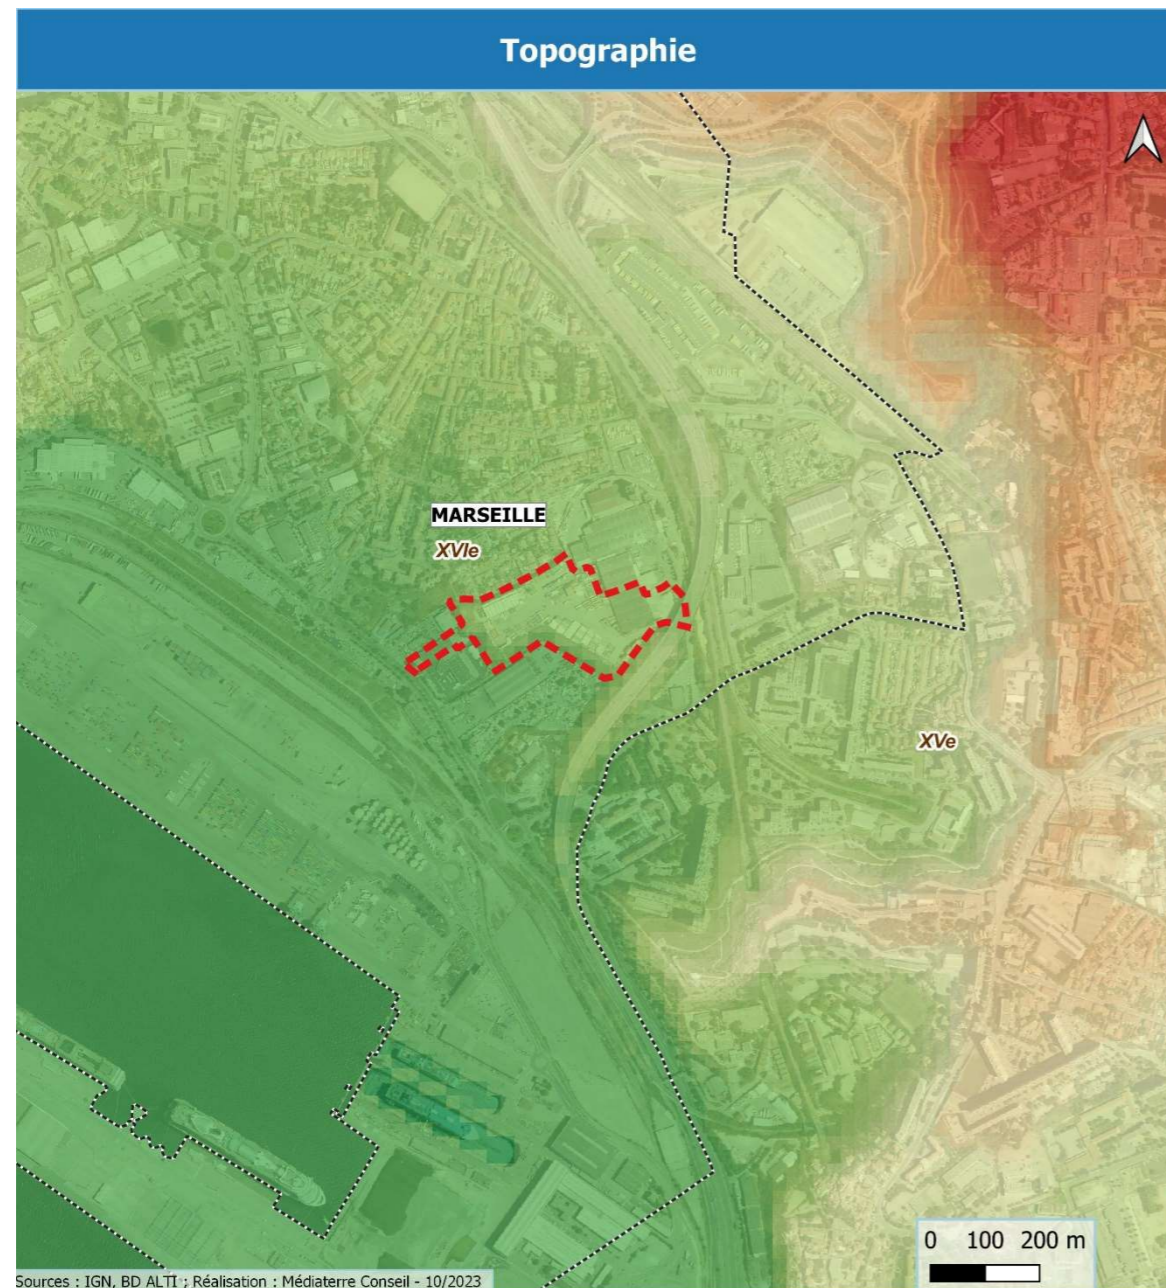 Topographie
MARSEILLE
XVIe
XVe
0 100 200 m
Sources : IGN, BD ALTI ; Réalisation : Médiaterre Conseil - 10/2023